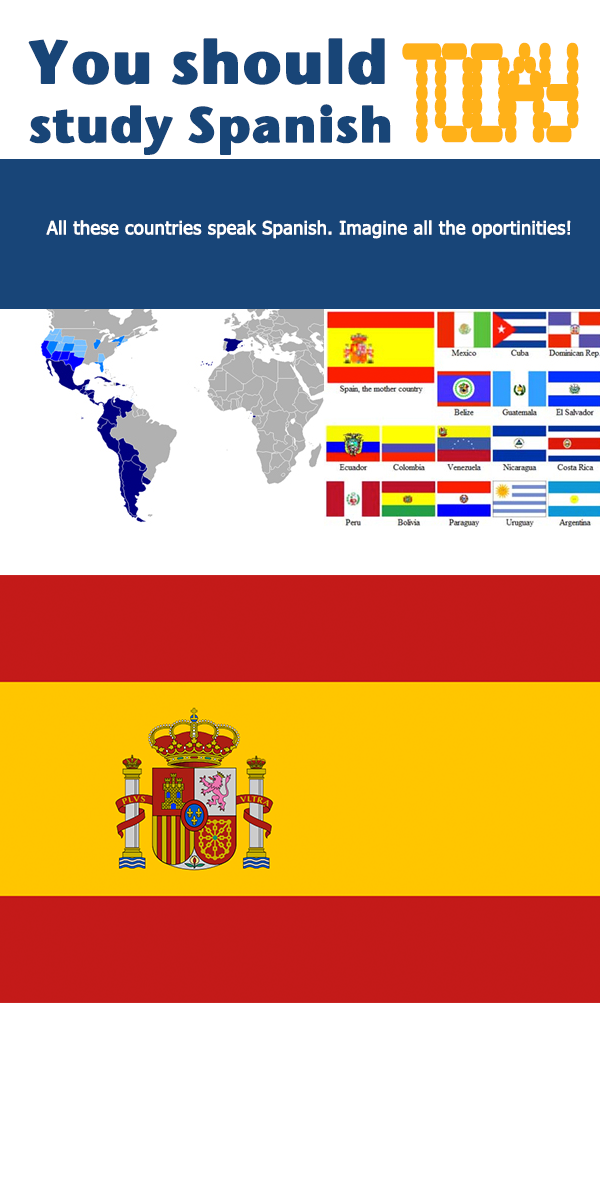 You should TODAY
study Spanish
All these countries speak Spanish. Imagine all the oportinities!
Mexico Cuba Dominican Rep.
Spain, the mother country
Belize Guatemala El Salvador
Ecuador Colombia Venezuela Nicaragua Costa Rica
Peru Bolivia Paraguay Uruguay Argentina
PLVS VLTRA